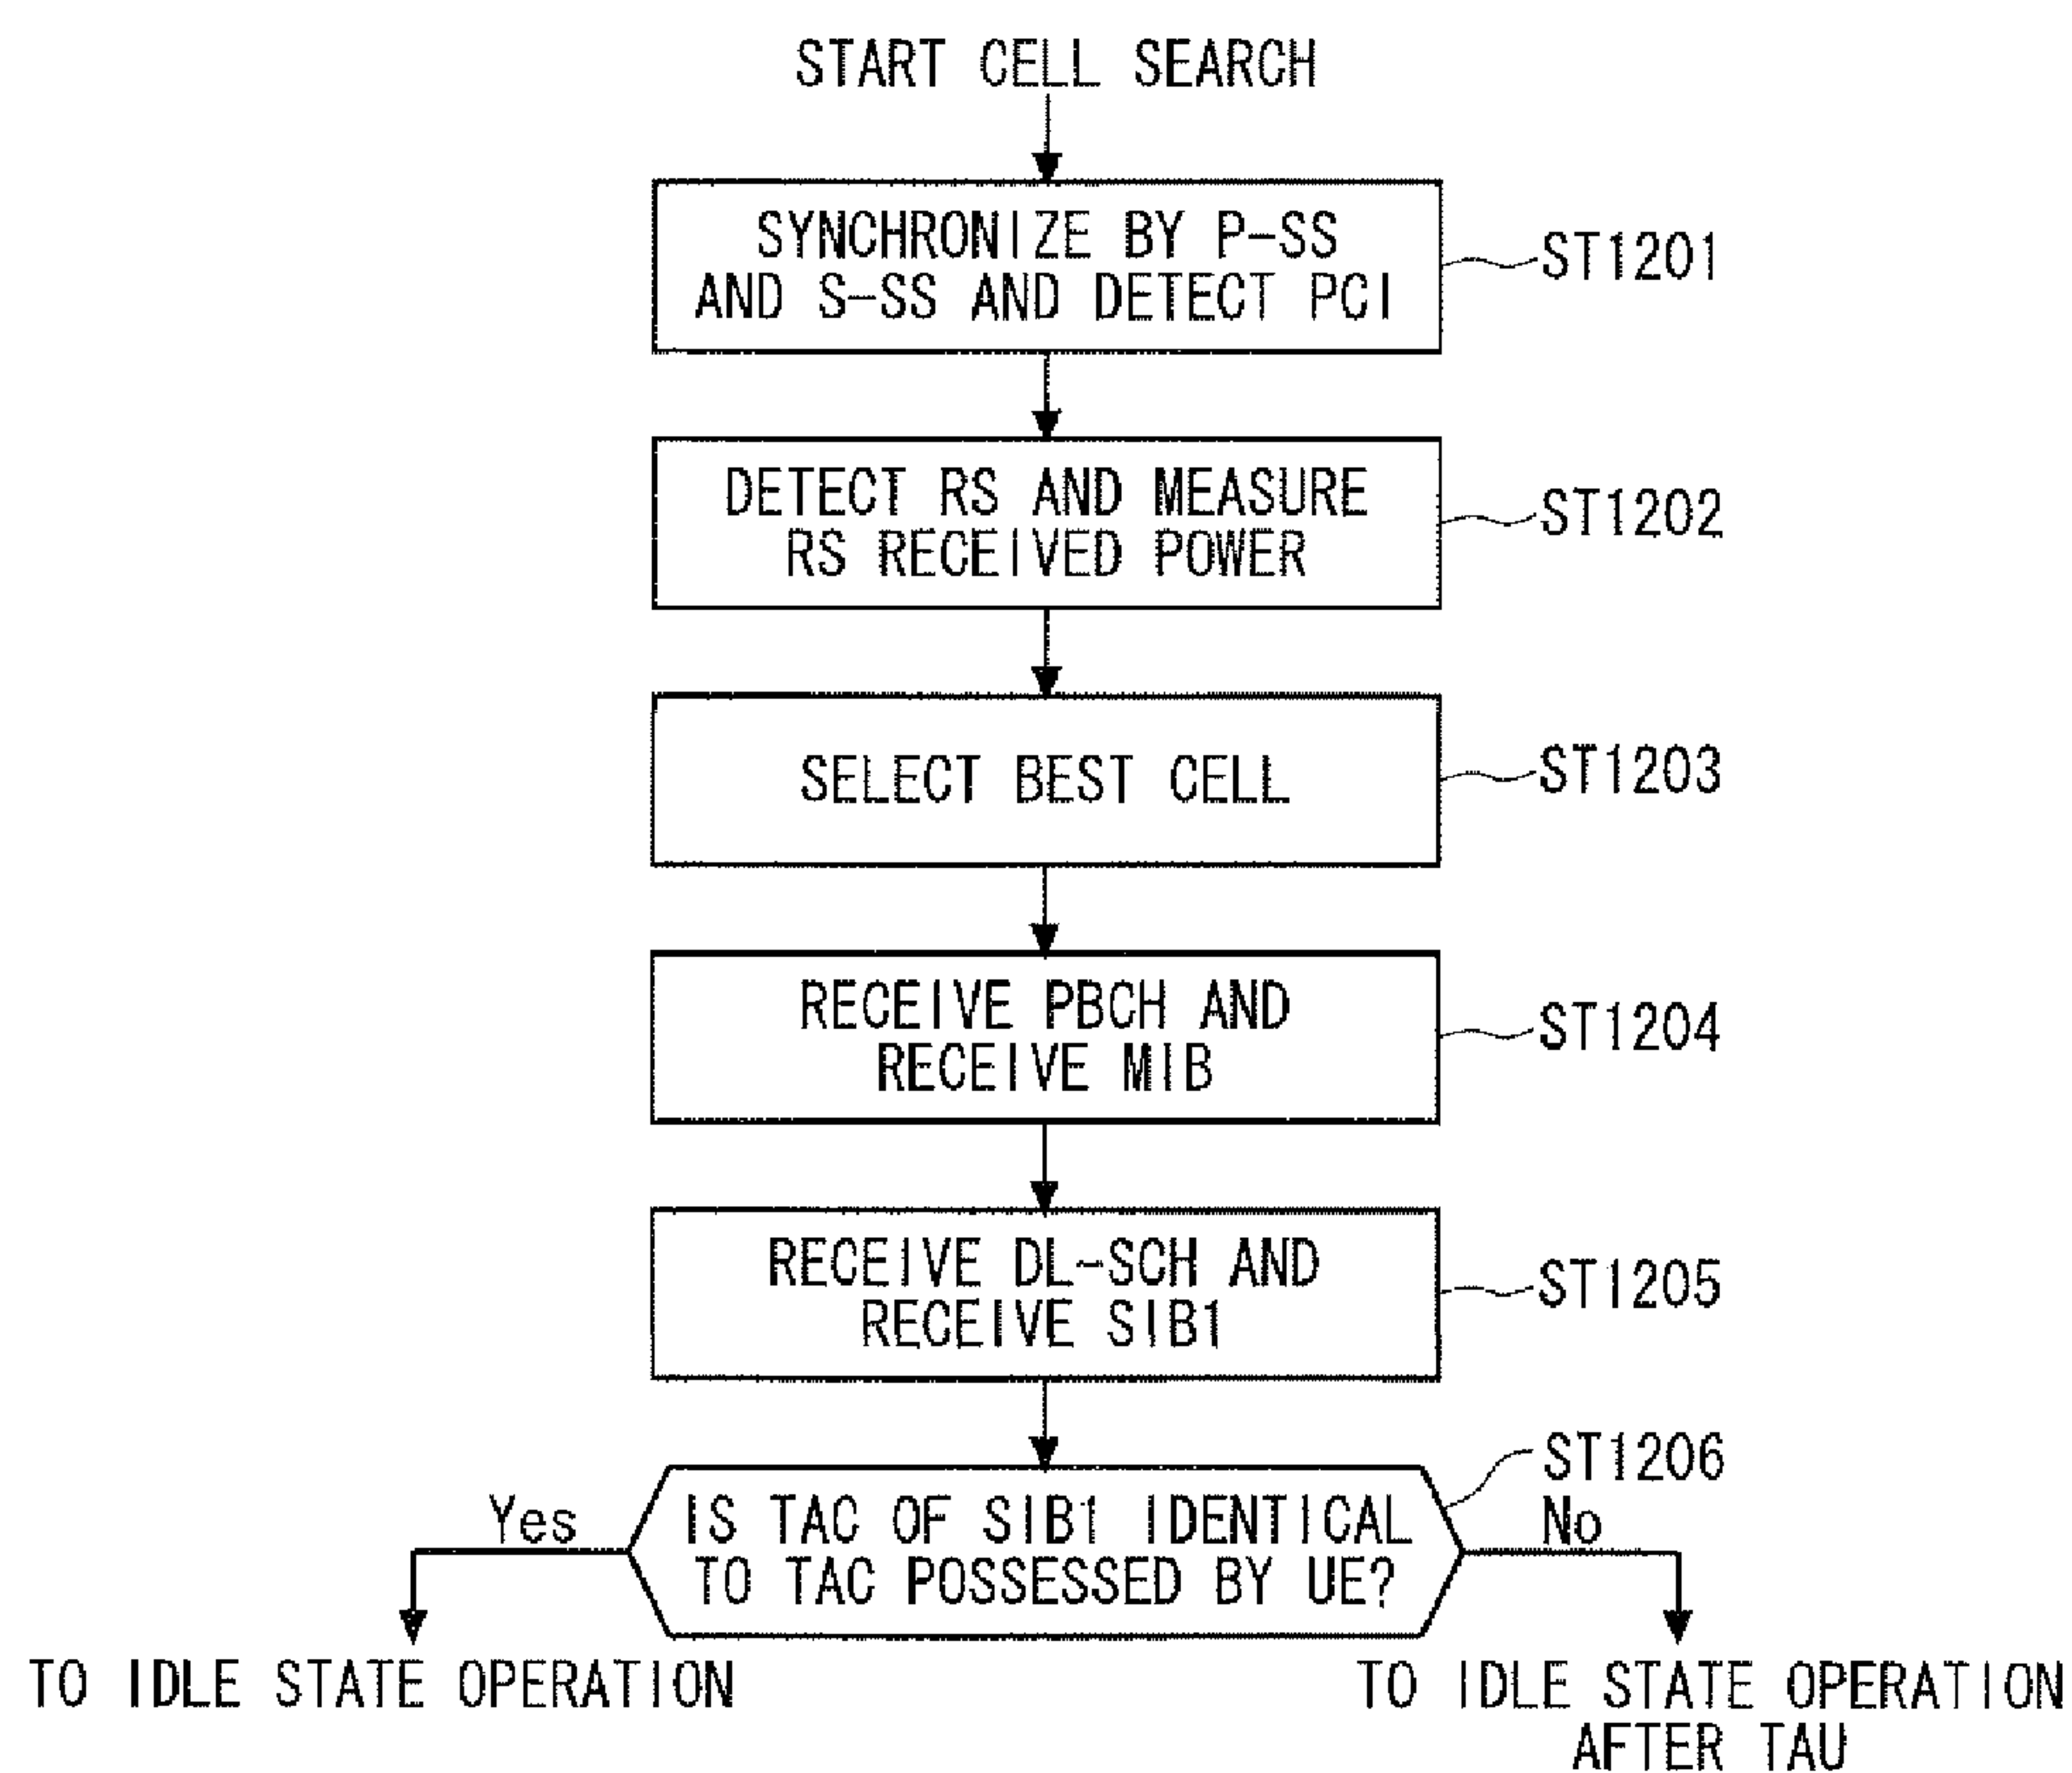 START CELL SEARCH
SYNCHRONIZE BY P-SS
AND S-SS AND DETECT PCI
ST1201
DETECT RS AND MEASURE
RS RECEIVED POWER
ST1202
SELECT BEST CELL
ST1203
RECEIVE PBCH AND
RECEIVE MIB
ST1204
RECEIVE DL-SCH AND
RECEIVE SIB1
ST1205
ST1206
IS TAC OF SIB1 IDENTICAL
TO TAC POSSESSED BY UE?
Yes
No
TO IDLE STATE OPERATION
TO IDLE STATE OPERATION
AFTER TAU